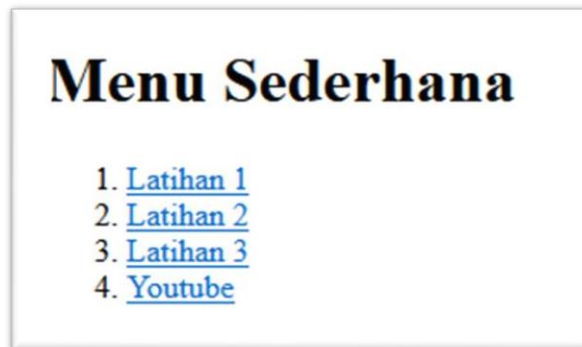 Menu Sederhana
1. Latihan 1
2. Latihan 2
3. Latihan 3
4. Youtube